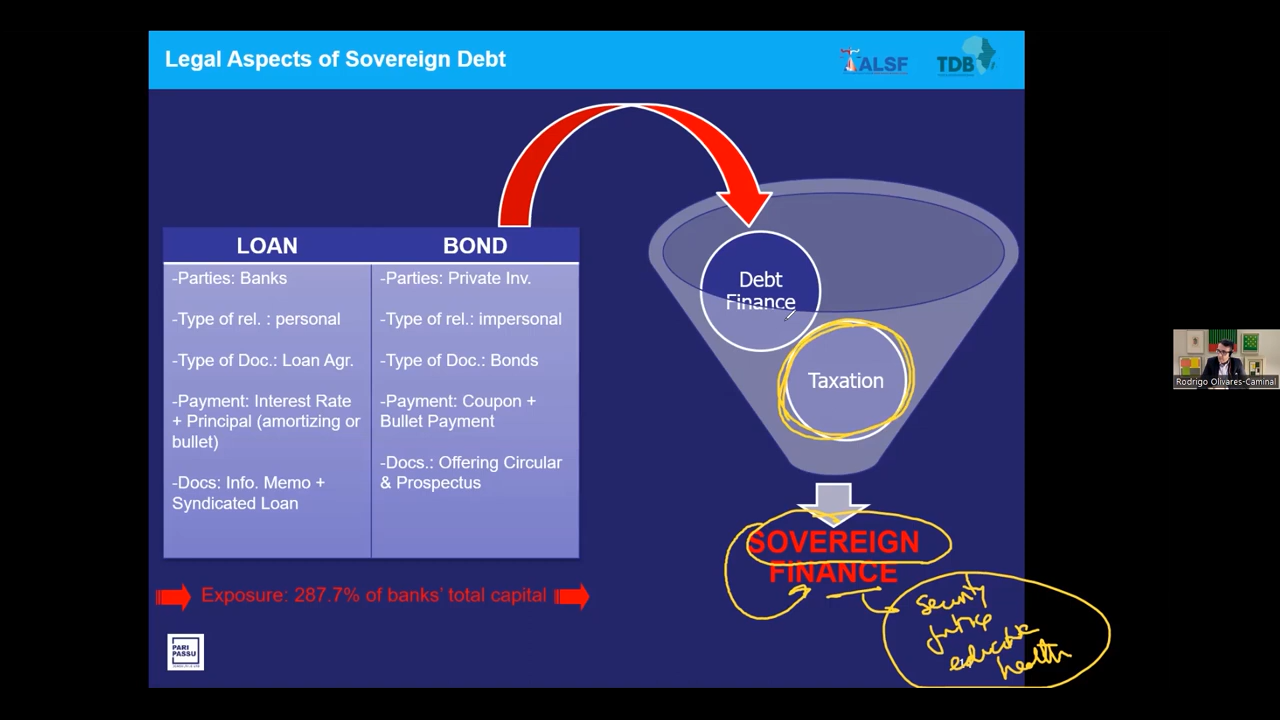 Legal Aspects of Sovereign Debt
ALSF
TDB
LOAN
BOND
-Parties: Banks
-Parties: Private Inv.
-Type of rel. : personal
-Type of rel.: impersonal
-Type of Doc.: Loan Agr.
-Type of Doc.: Bonds
-Payment: Interest Rate
+ Principal (amortizing or
bullet)
-Payment: Coupon +
Bullet Payment
-Docs: Info. Memo +
Syndicated Loan
-Docs.: Offering Circular
& Prospectus
Exposure: 287.7% of banks’ total capital
Debt
Finance
Taxation
SOVEREIGN
FINANCE
security
justice
education
health
PARI
PASSU
Rodrigo Olivares-Caminal